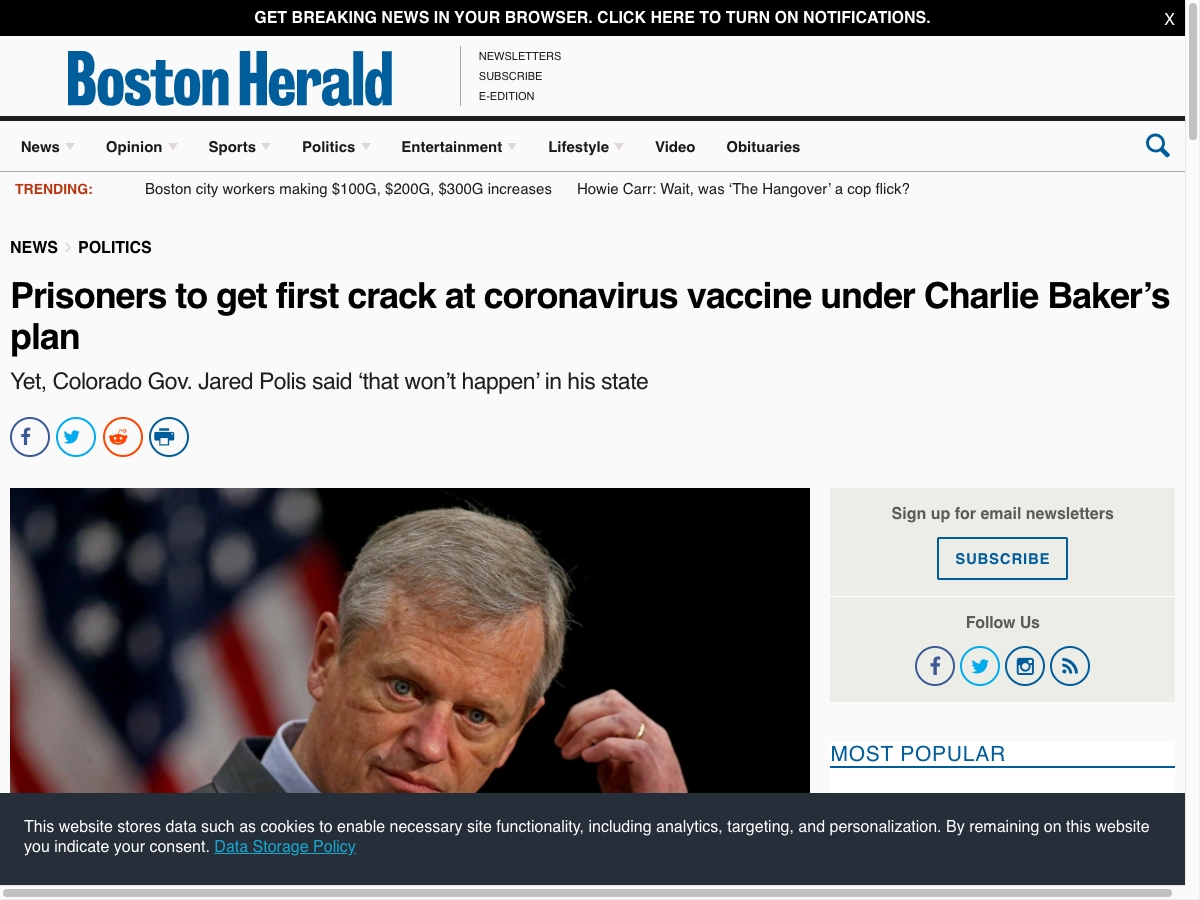 GET BREAKING NEWS IN YOUR BROWSER. CLICK HERE TO TURN ON NOTIFICATIONS.
X
Boston Herald
NEWSLETTERS
SUBSCRIBE
E-EDITION
News Opinion Sports Politics Entertainment Lifestyle Video Obituaries
TRENDING: Boston city workers making $100G, $200G, $300G increases Howie Carr: Wait, was ‘The Hangover’ a cop flick?
NEWS POLITICS
Prisoners to get first crack at coronavirus vaccine under Charlie Baker’s
plan
Yet, Colorado Gov. Jared Polis said ‘that won’t happen’ in his state
Sign up for email newsletters
SUBSCRIBE
Follow Us
MOST POPULAR
This website stores data such as cookies to enable necessary site functionality, including analytics, targeting, and personalization. By remaining on this website
you indicate your consent. Data Storage Policy